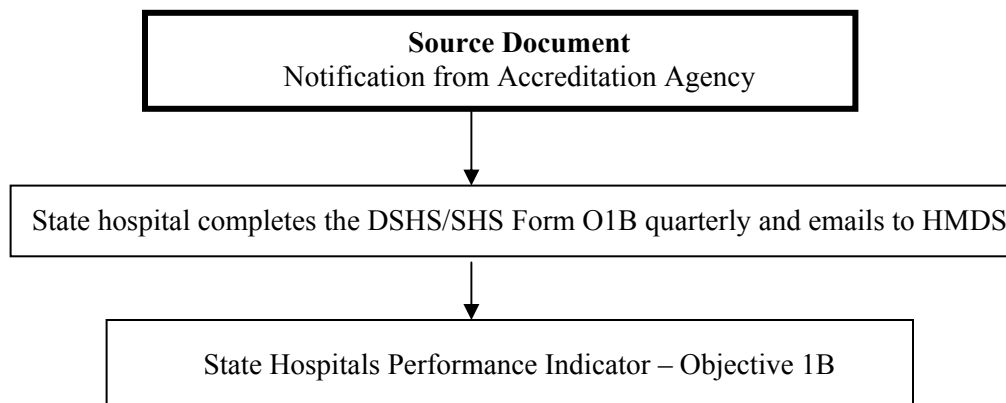 Source Document
Notification from Accreditation Agency
State hospital completes the DSHS/SHS Form O1B quarterly and emails to HMDS
State Hospitals Performance Indicator – Objective 1B